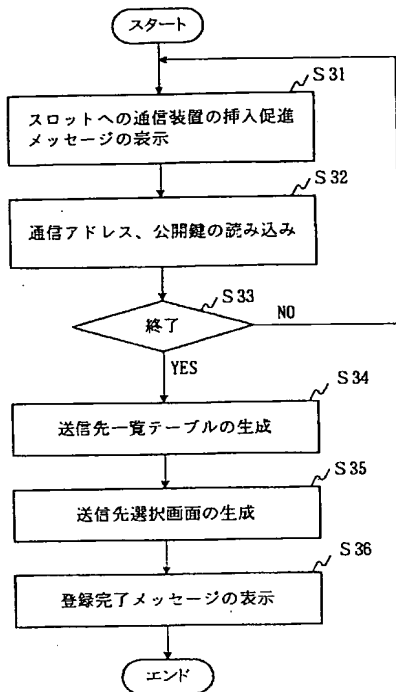 スタート
S31
スロットへの通信装置の挿入促進
メッセージの表示
S32
通信アドレス、公開鍵の読み込み
S33
終了
NO
YES
S34
送信先一覧テーブルの生成
S35
送信先選択画面の生成
S36
登録完了メッセージの表示
エンド